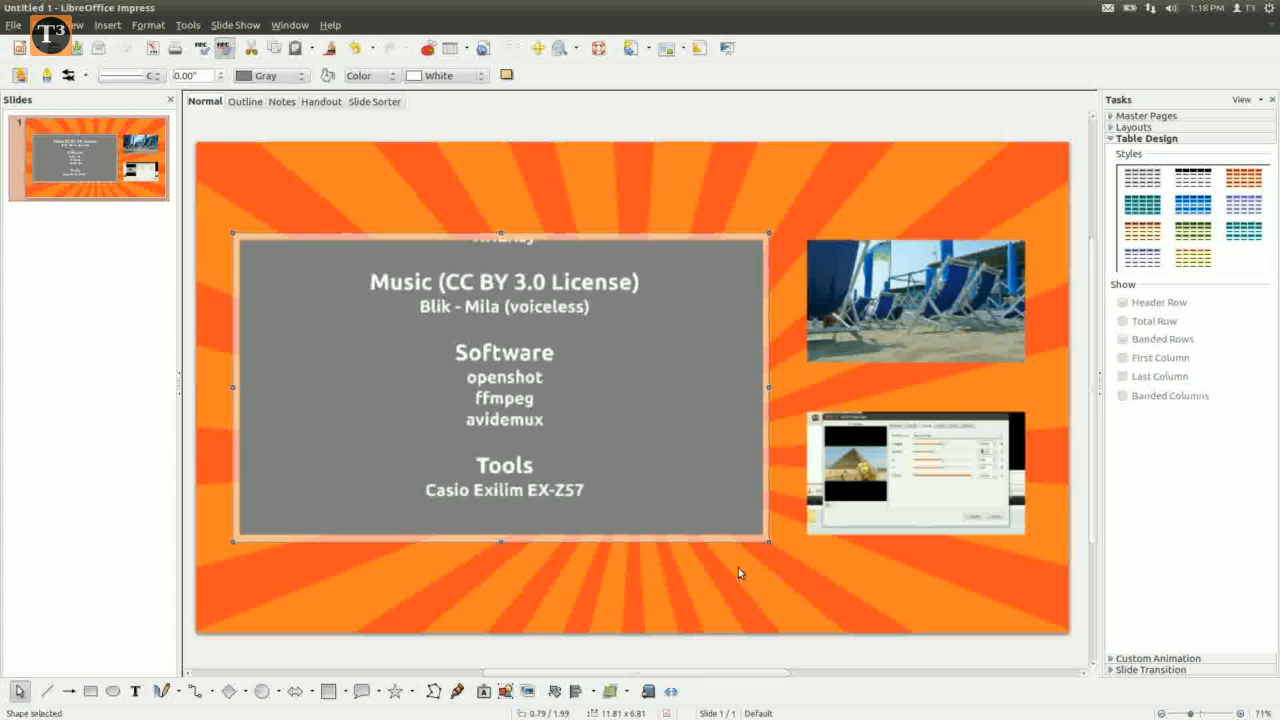 Untitled 1 - LibreOffice Impress
1:18 PM
T3
File
View
Insert
Format
Tools
Slide Show
Window
Help
T3
0.00"
Gray
Color
White
Slides
Normal
Outline
Notes
Handout
Slide Sorter
1
Music (CC BY 3.0 License)
Blik - Mila (voiceless)
Software
openshot
ffmpeg
avidemux
Tools
Casio Exilim EX-Z57
Tasks
View
Master Pages
Layouts
Table Design
Styles
Show
Header Row
Total Row
Banded Rows
First Column
Last Column
Banded Columns
Custom Animation
Slide Transition
Shape selected
0.79 / 1.99
11.81 x 6.81
Slide 1 / 1
Default
71%